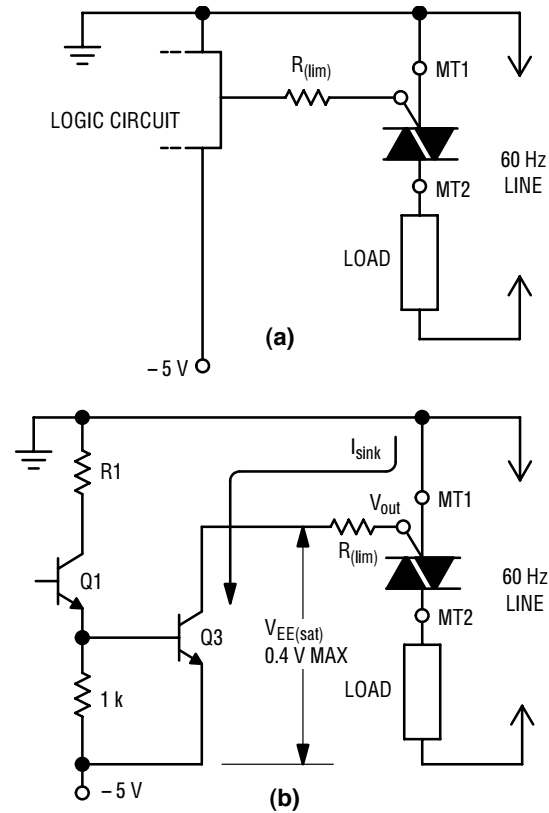 R(lim)
MT1
LOGIC CIRCUIT
60 Hz
LINE
MT2
LOAD
(a)
– 5 V
R1
Isink
Vout
MT1
R(lim)
Q1
60 Hz
LINE
Q3
VEE(sat)
0.4 V MAX
MT2
1 k
LOAD
– 5 V
(b)